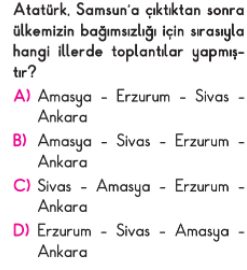 Atatürk, Samsun'a çıktıktan sonra
ülkemizin bağımsızlığı için sırasıyla
hangi illerde toplantılar yapmış-
tır?
A) Amasya - Erzurum - Sivas -
Ankara
B) Amasya - Sivas - Erzurum -
Ankara
C) Sivas - Amasya - Erzurum -
Ankara
D) Erzurum - Sivas - Amasya -
Ankara